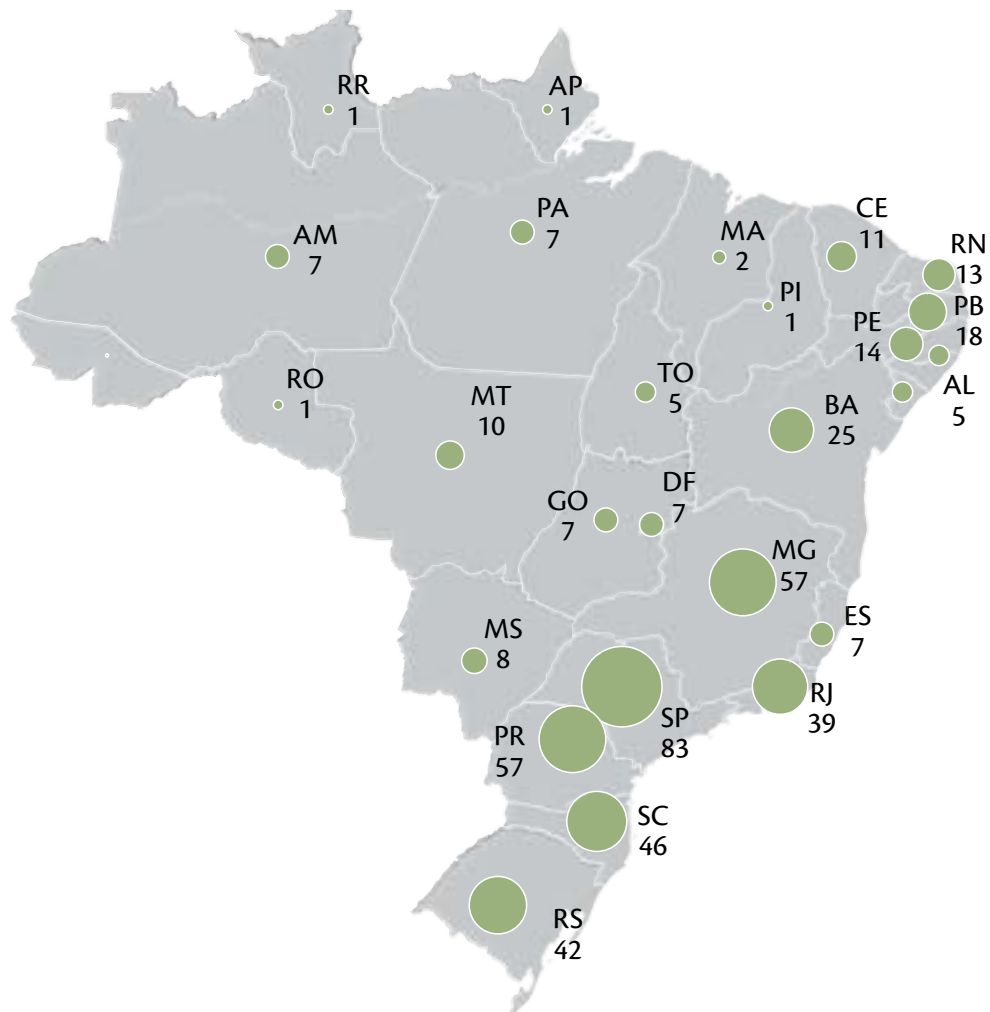 RR
1
AP
1
PA
7
AM
7
MA
2
CE
11
RN
13
PI
1
PB
18
PE
14
RO
1
MT
10
TO
5
AL
5
BA
25
DF
7
GO
7
MG
57
ES
7
MS
8
RJ
39
SP
83
PR
57
SC
46
RS
42